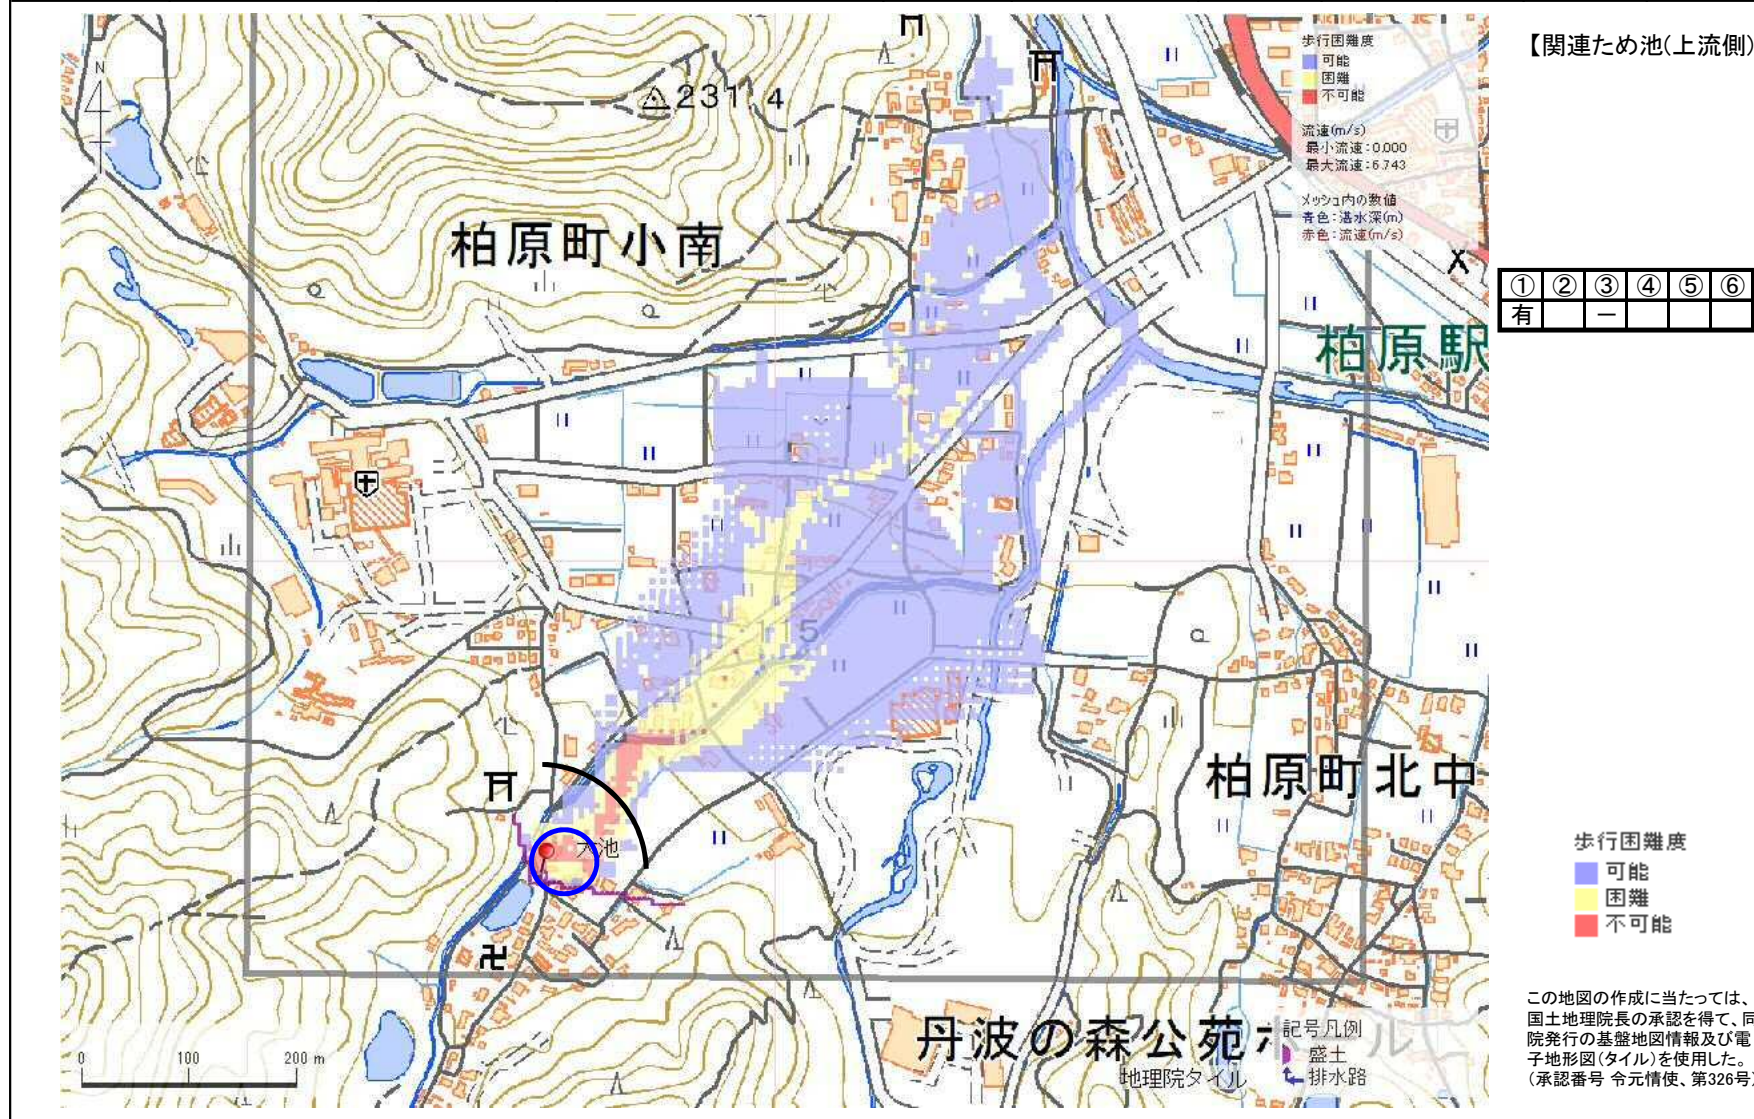 【関連ため池(上流側)
N
歩行困難度
可能
困難
不可能
流速(m/s)
最小流速:0.000
最大流速:6.743
メッシュ内の数値
青色:湛水深(m)
赤色:流速(m/s)
231.4
柏原町小南
① ② ③ ④ ⑤ ⑥
有 －
柏原駅
115
柏原町北中
大池
歩行困難度
可能
困難
不可能
この地図の作成に当たっては、
国土地理院長の承認を得て、同
院発行の基盤地図情報及び電
子地形図(タイル)を使用した。
(承認番号 令元情使、第326号)
丹波の森公苑ホール
記号凡例
盛土
排水路
地理院タイル
0 100 200 m